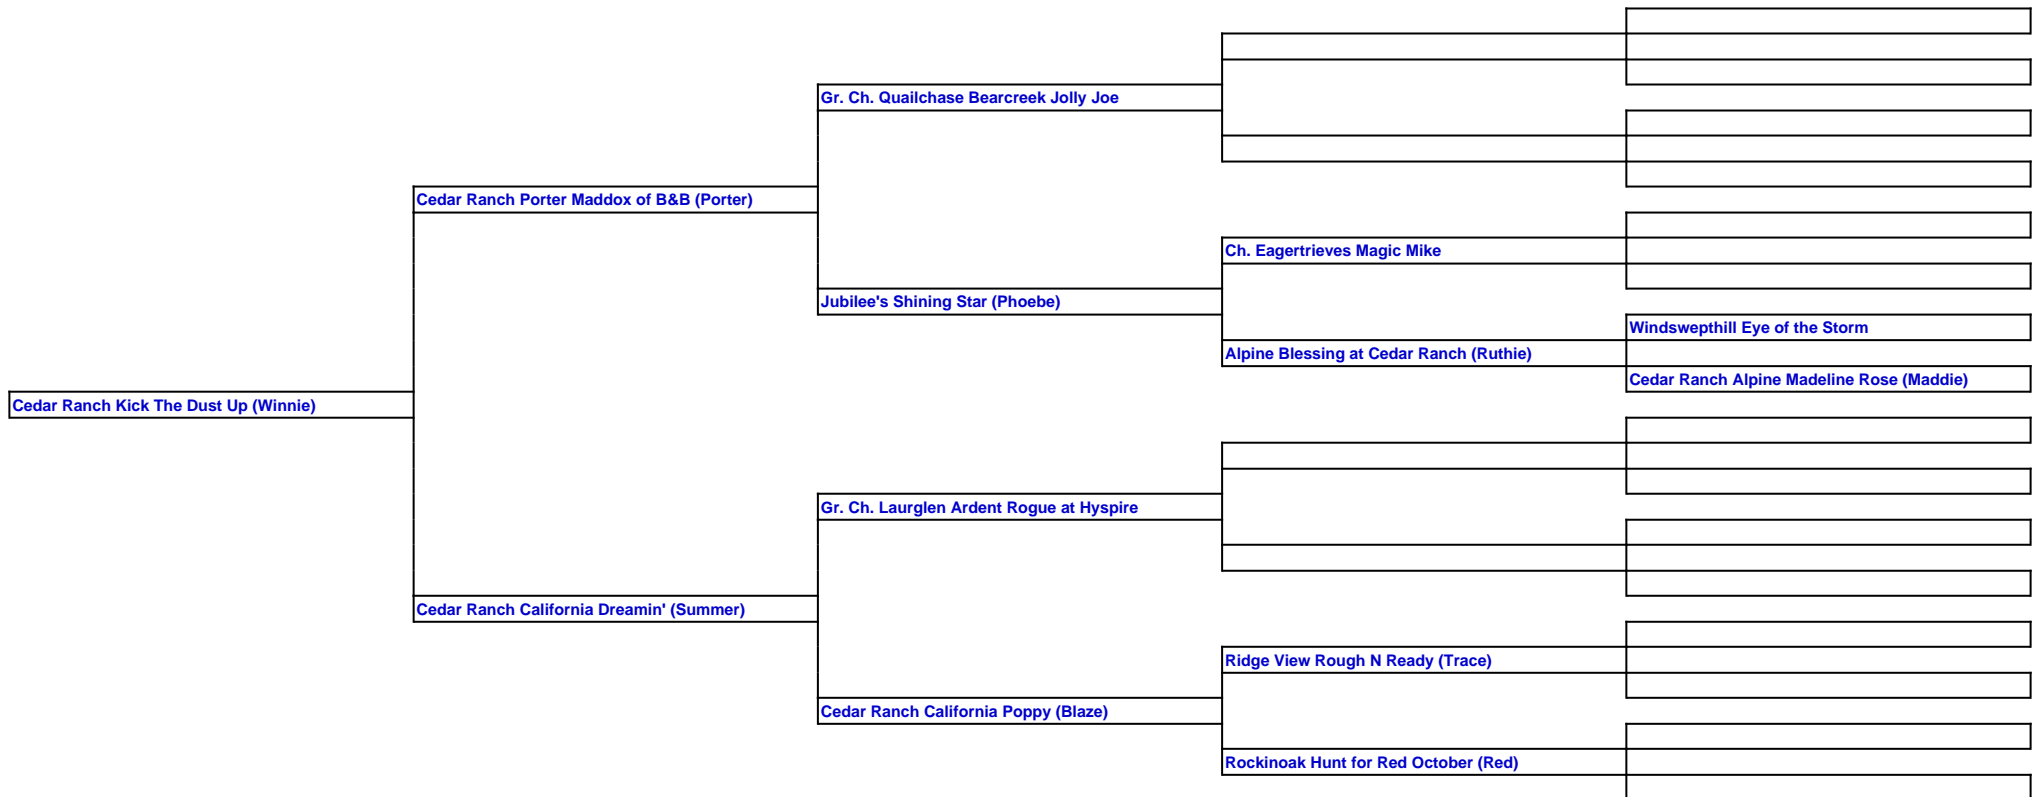 Gr. Ch. Quailchase Bearcreek Jolly Joe
Cedar Ranch Porter Maddox of B&B (Porter)
Ch. Eagertrieves Magic Mike
Jubilee's Shining Star (Phoebe)
Windswepthill Eye of the Storm
Alpine Blessing at Cedar Ranch (Ruthie)
Cedar Ranch Alpine Madeline Rose (Maddie)
Cedar Ranch Kick The Dust Up (Winnie)
Gr. Ch. Laurglen Ardent Rogue at Hyspire
Cedar Ranch California Dreamin' (Summer)
Ridge View Rough N Ready (Trace)
Cedar Ranch California Poppy (Blaze)
Rockinoak Hunt for Red October (Red)